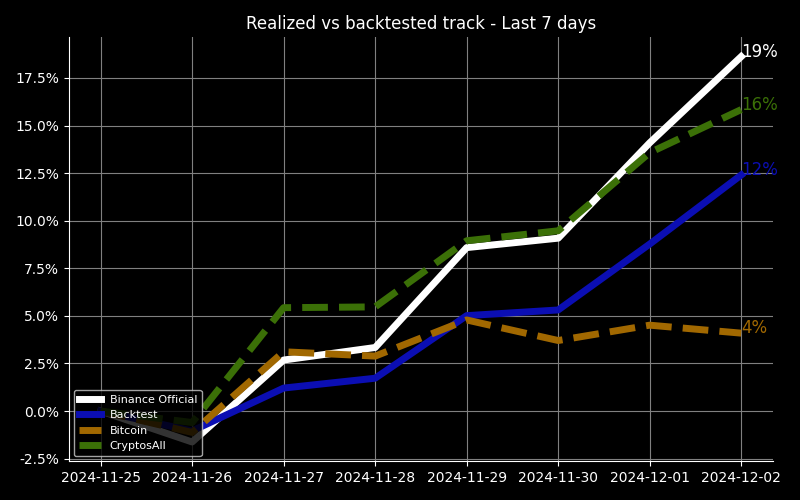 Realized vs backtested track - Last 7 days
19%
17.5%
16%
15.0%
12.5%
12%
10.0%
7.5%
5.0%
4%
2.5%
0.0%
-2.5%
Binance Official
Backtest
Bitcoin
CryptosAll
2024-11-25 2024-11-26 2024-11-27 2024-11-28 2024-11-29 2024-11-30 2024-12-01 2024-12-02